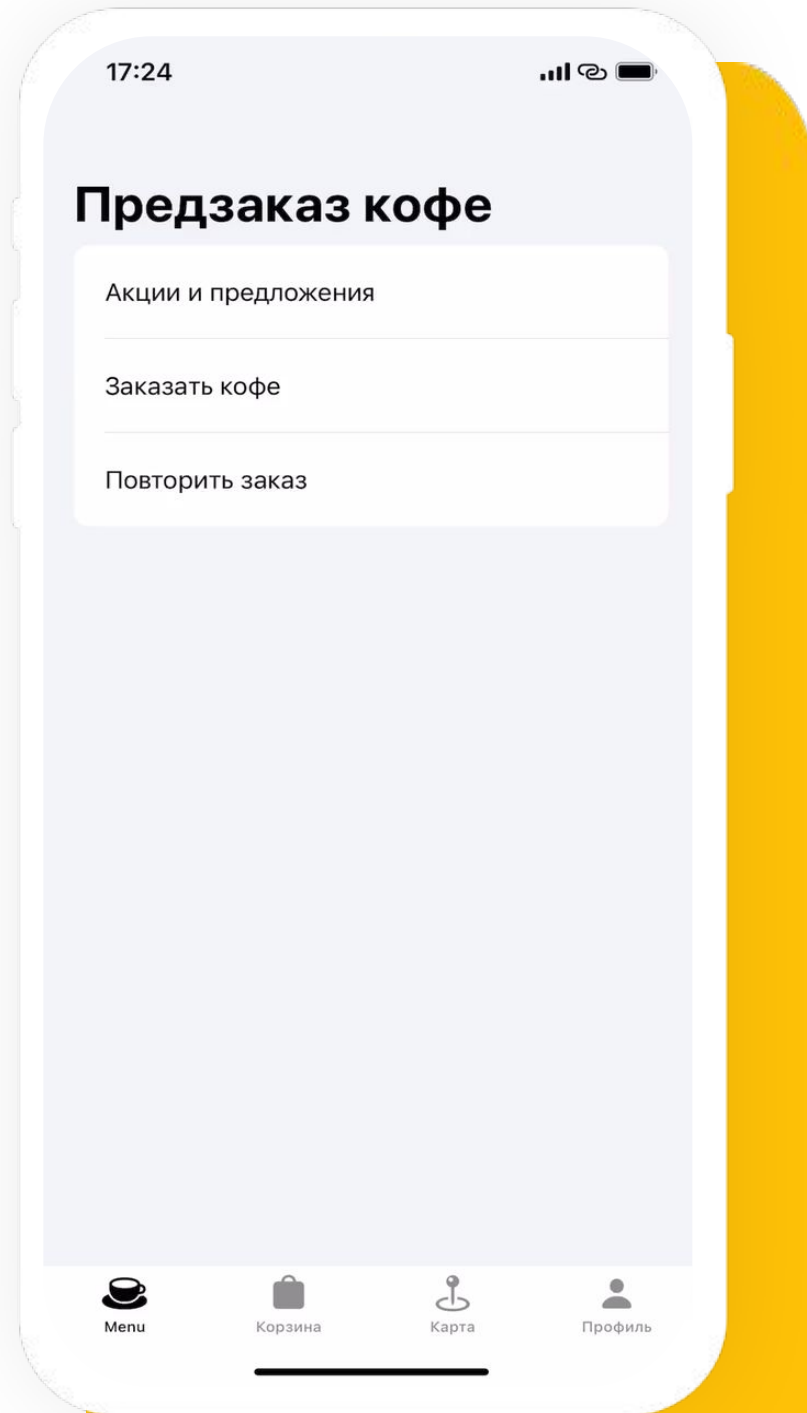 17:24
Предзаказ кофе
Акции и предложения
Заказать кофе
Повторить заказ
Menu
Корзина
Карта
Профиль